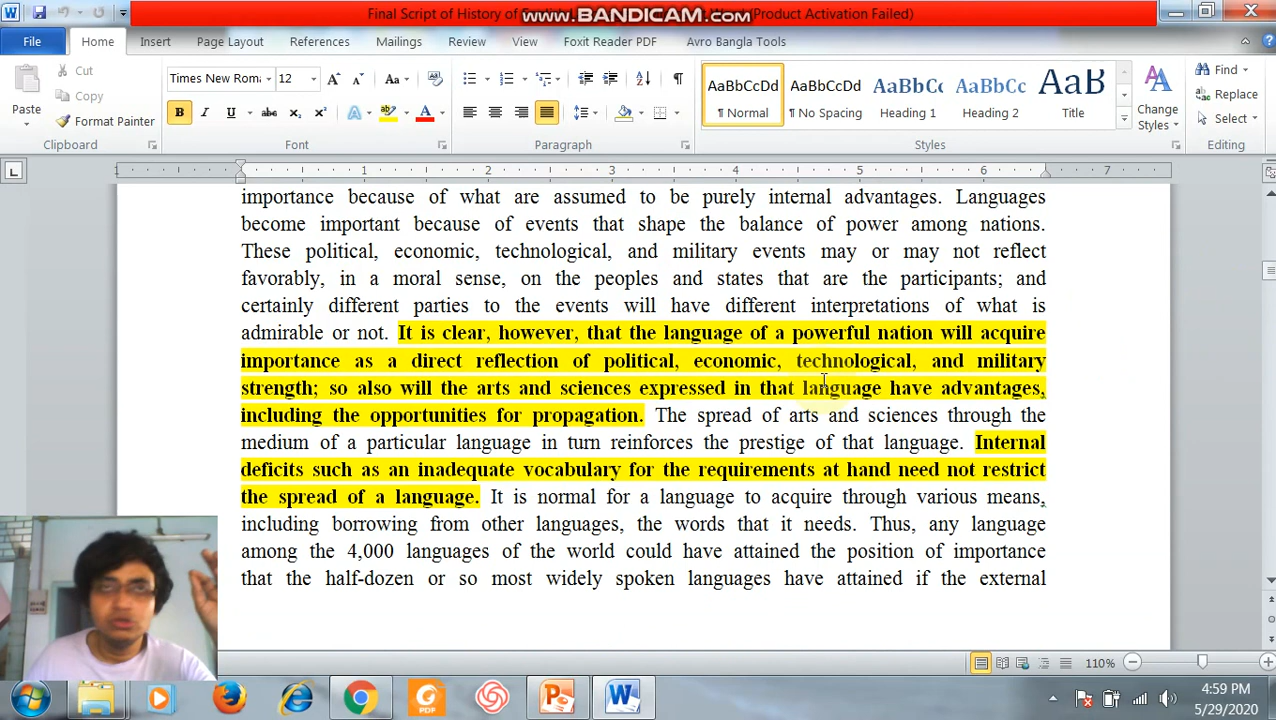 Final Script of History of
www.BANDICAM.com
(Product Activation Failed)
File Home Insert Page Layout References Mailings Review View Foxit Reader PDF Avro Bangla Tools
Paste
Cut
Copy
Format Painter
Clipboard
Times New Roma 12
B I U
Font
Paragraph
AaBbCcDd AaBbCcDd AaBbCc AaBbCc AaB
¶ Normal ¶ No Spacing Heading 1 Heading 2 Title
Styles
Change
Styles
Find
Replace
Select
Editing
1 1 2 3 4 5 6 7
importance because of what are assumed to be purely internal advantages. Languages
become important because of events that shape the balance of power among nations.
These political, economic, technological, and military events may or may not reflect
favorably, in a moral sense, on the peoples and states that are the participants; and
certainly different parties to the events will have different interpretations of what is
admirable or not. It is clear, however, that the language of a powerful nation will acquire
importance as a direct reflection of political, economic, technological, and military
strength; so also will the arts and sciences expressed in that language have advantages,
including the opportunities for propagation. The spread of arts and sciences through the
medium of a particular language in turn reinforces the prestige of that language. Internal
deficits such as an inadequate vocabulary for the requirements at hand need not restrict
the spread of a language. It is normal for a language to acquire through various means,
including borrowing from other languages, the words that it needs. Thus, any language
among the 4,000 languages of the world could have attained the position of importance
that the half-dozen or so most widely spoken languages have attained if the external
110%
4:59 PM
5/29/2020